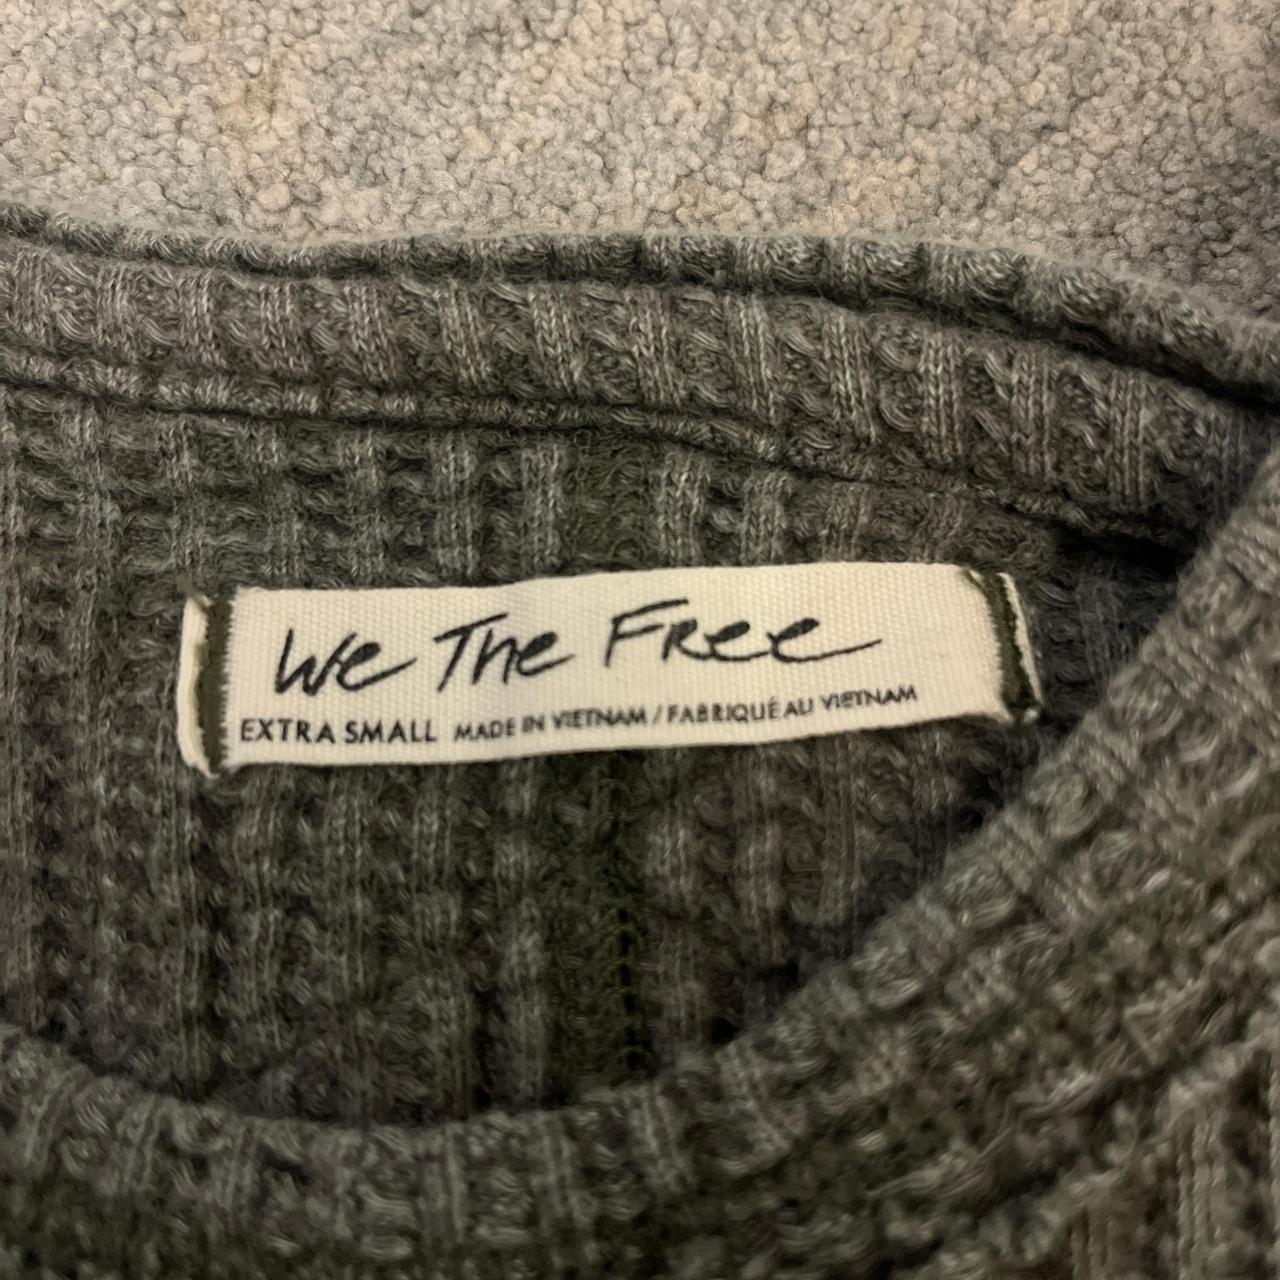 We The Free
EXTRA SMALL MADE IN VIETNAM / FABRIQUÉ AU VIETNAM